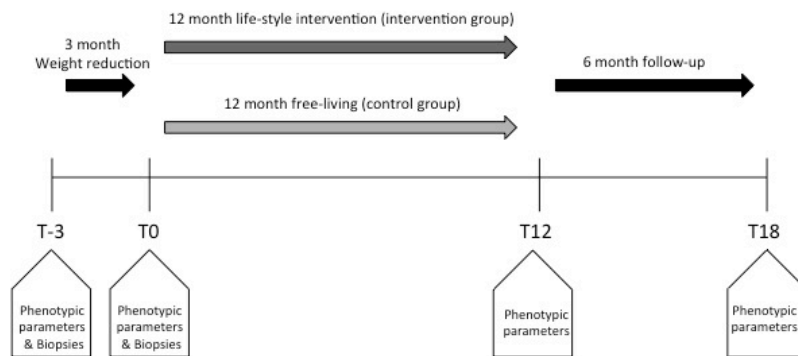 12 month life-style intervention (intervention group)
3 month
Weight reduction
6 month follow-up
12 month free-living (control group)
T-3
T0
T12
T18
Phenotypic
parameters
& Biopsies
Phenotypic
parameters
& Biopsies
Phenotypic
parameters
Phenotypic
parameters